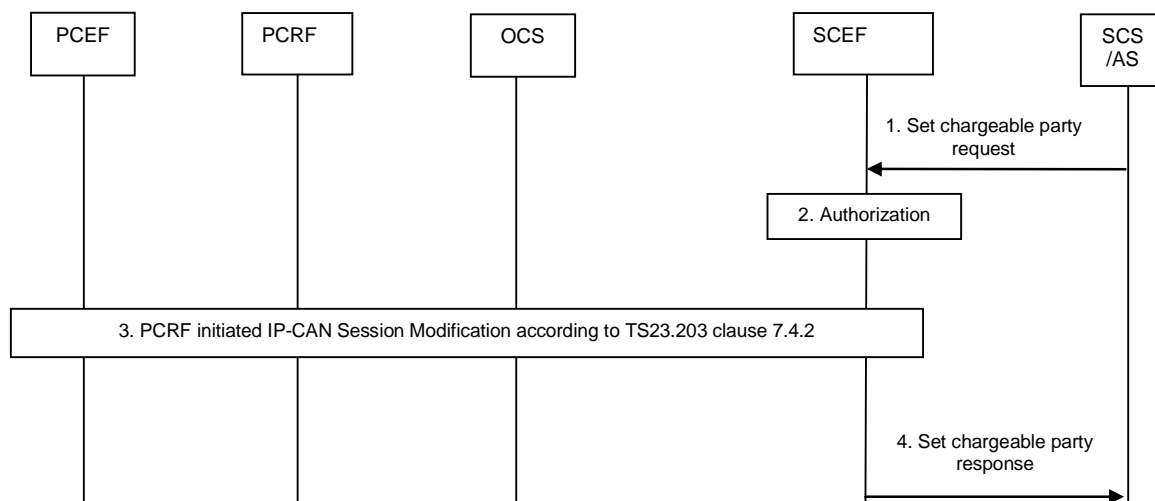 PCEF
PCRF
OCS
SCEF
SCS
/AS
1. Set chargeable party
request
2. Authorization
3. PCRF initiated IP-CAN Session Modification according to TS23.203 clause 7.4.2
4. Set chargeable party
response